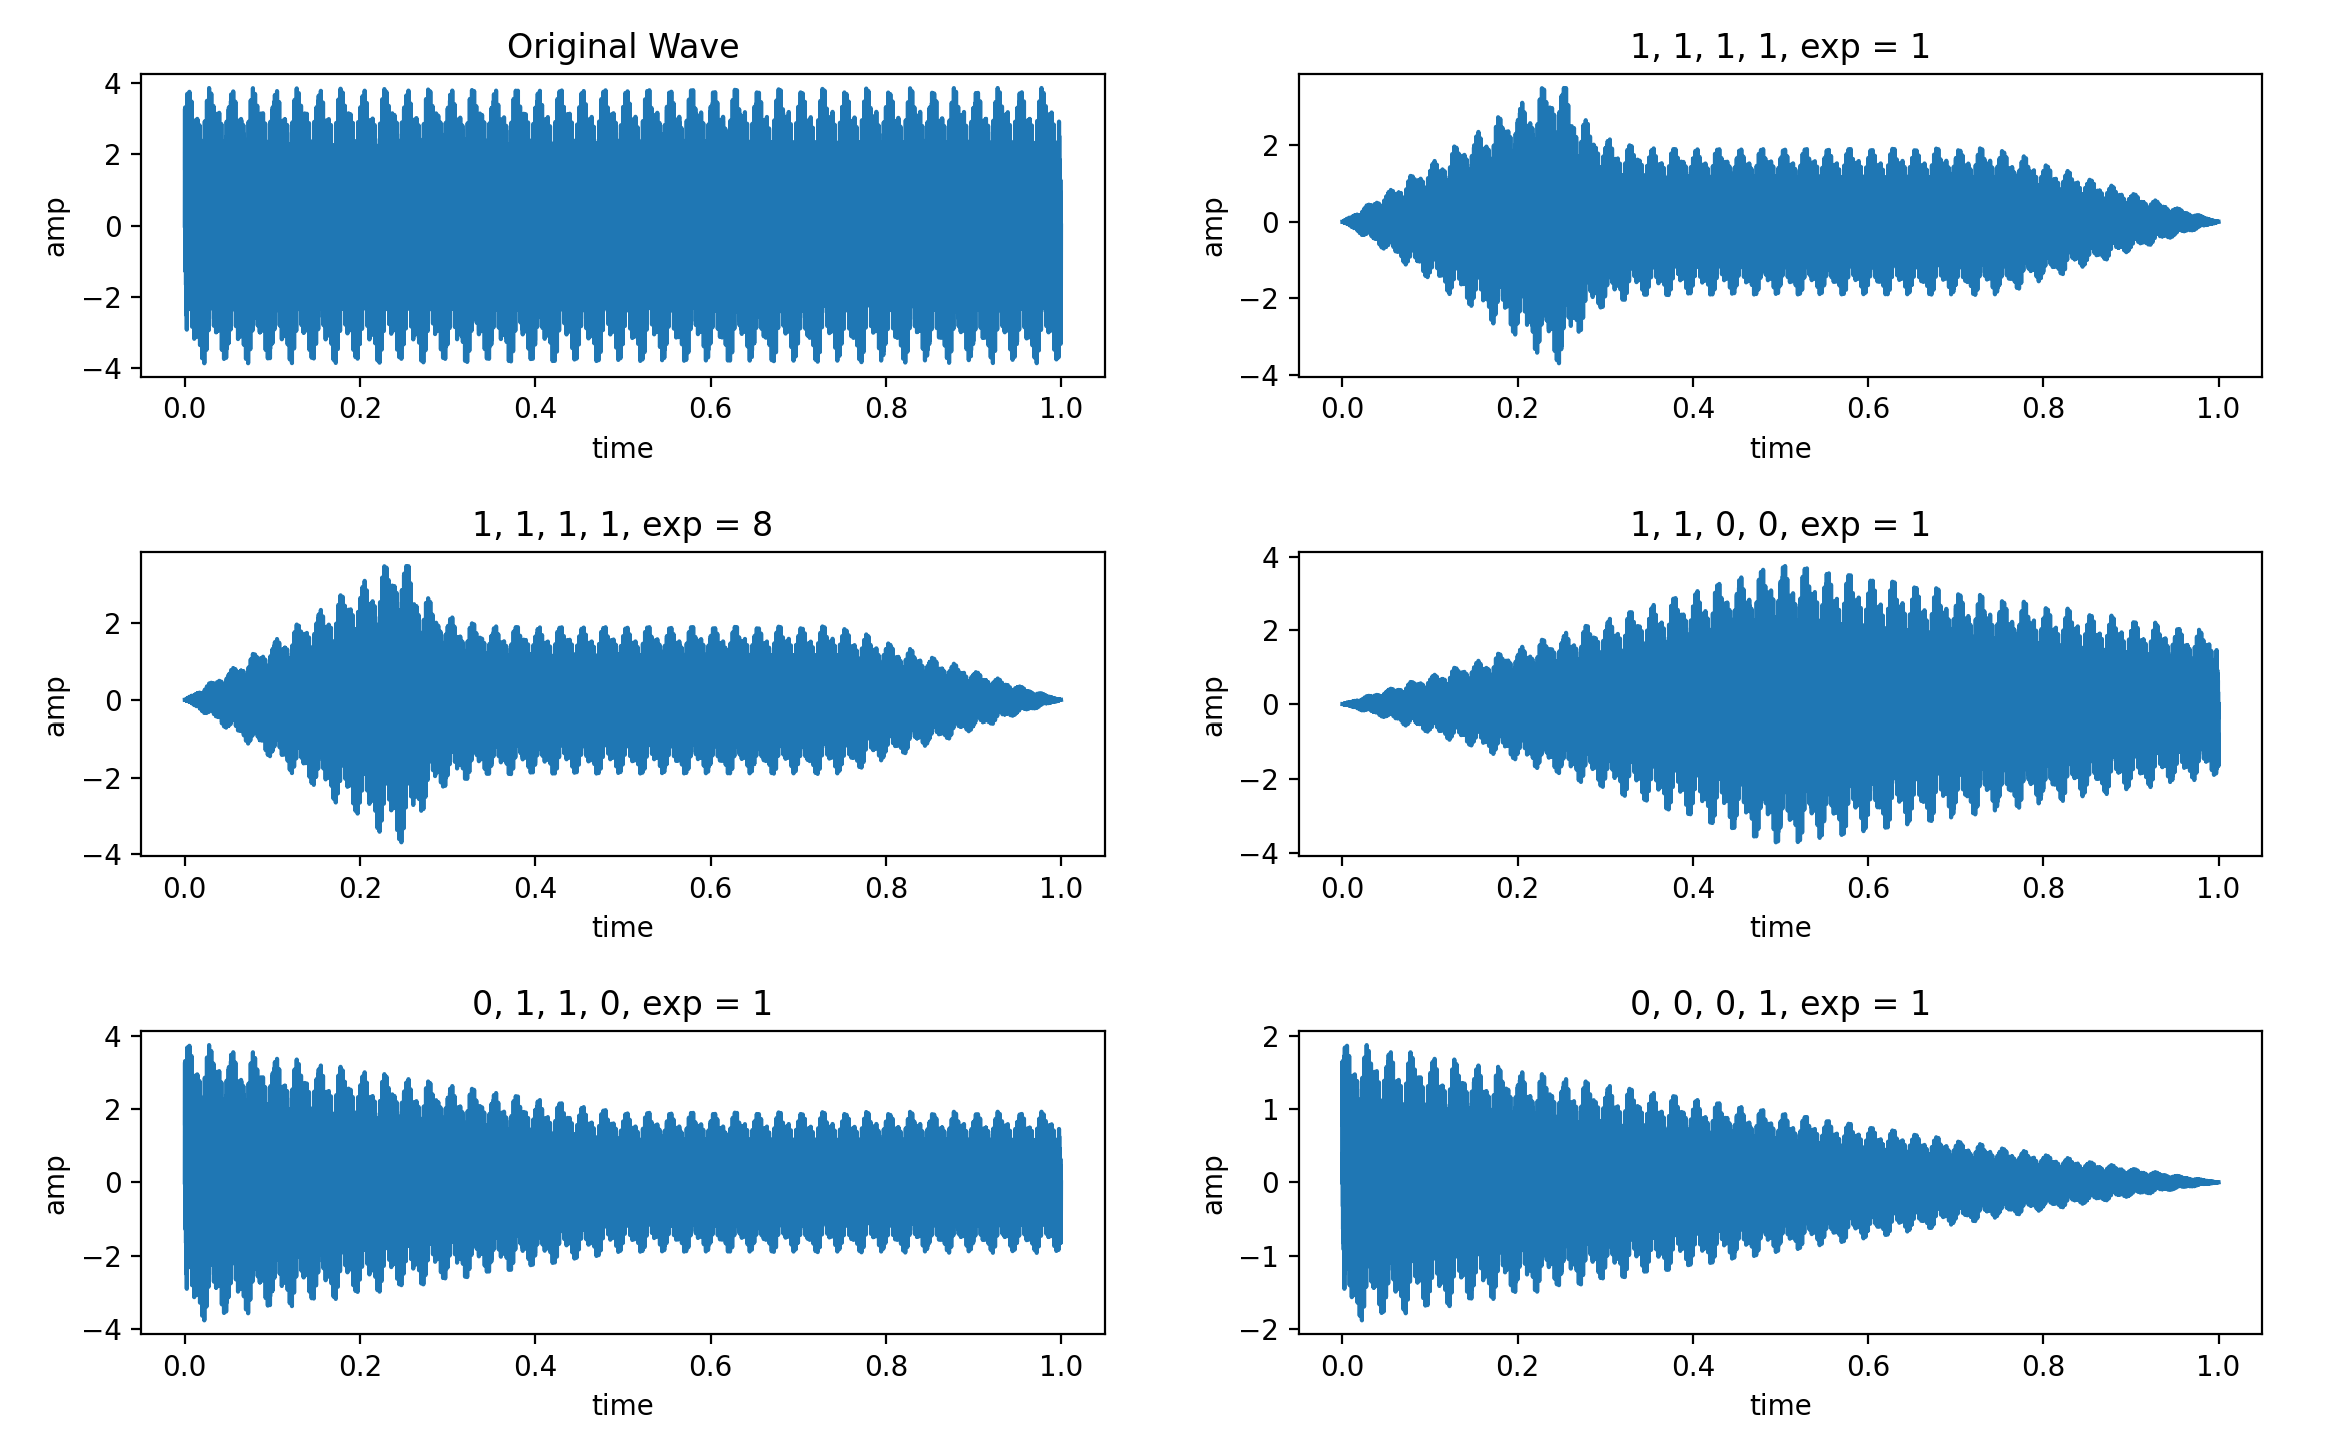 Original Wave
4
2
0
−2
−4
amp
0.0 0.2 0.4 0.6 0.8 1.0
time
1, 1, 1, 1, exp = 1
2
0
−2
−4
amp
0.0 0.2 0.4 0.6 0.8 1.0
time
1, 1, 1, 1, exp = 8
2
0
−2
−4
amp
0.0 0.2 0.4 0.6 0.8 1.0
time
1, 1, 0, 0, exp = 1
4
2
0
−2
−4
amp
0.0 0.2 0.4 0.6 0.8 1.0
time
0, 1, 1, 0, exp = 1
4
2
0
−2
−4
amp
0.0 0.2 0.4 0.6 0.8 1.0
time
0, 0, 0, 1, exp = 1
2
1
0
−1
−2
amp
0.0 0.2 0.4 0.6 0.8 1.0
time